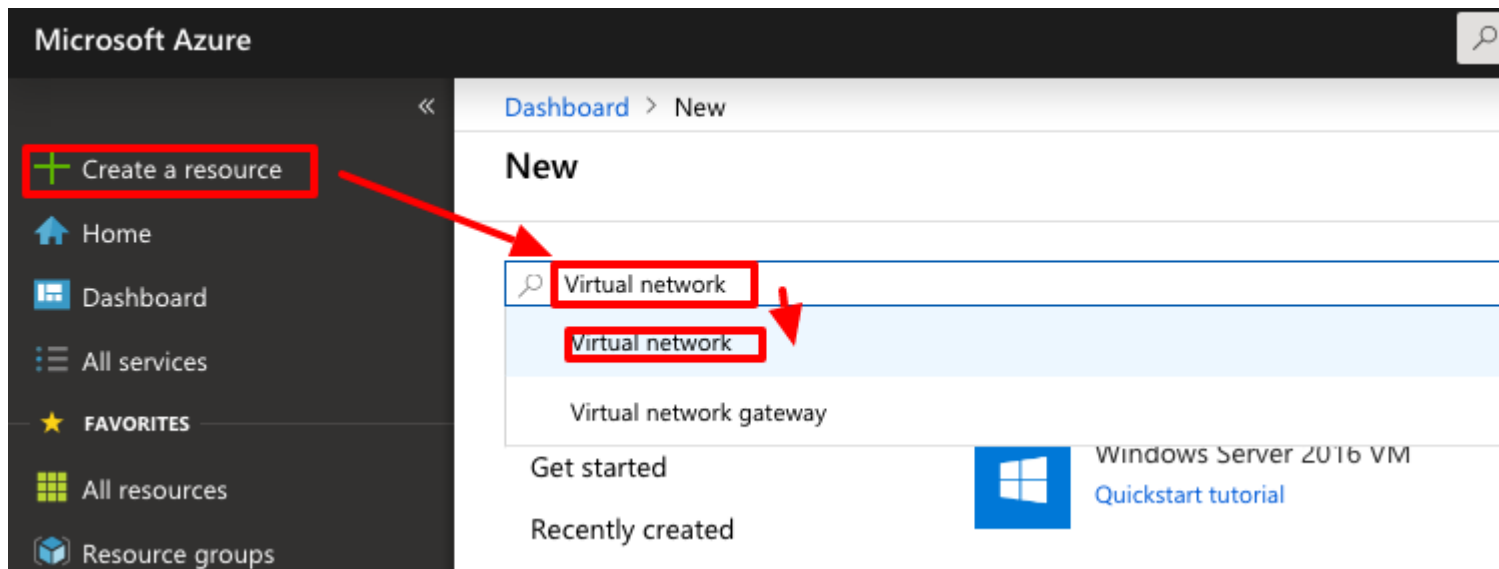 Microsoft Azure
Create a resource
Home
Dashboard
All services
FAVORITES
All resources
Resource groups
Dashboard > New
New
Virtual network
Virtual network
Virtual network gateway
Get started
Recently created
Windows Server 2016 VM
Quickstart tutorial